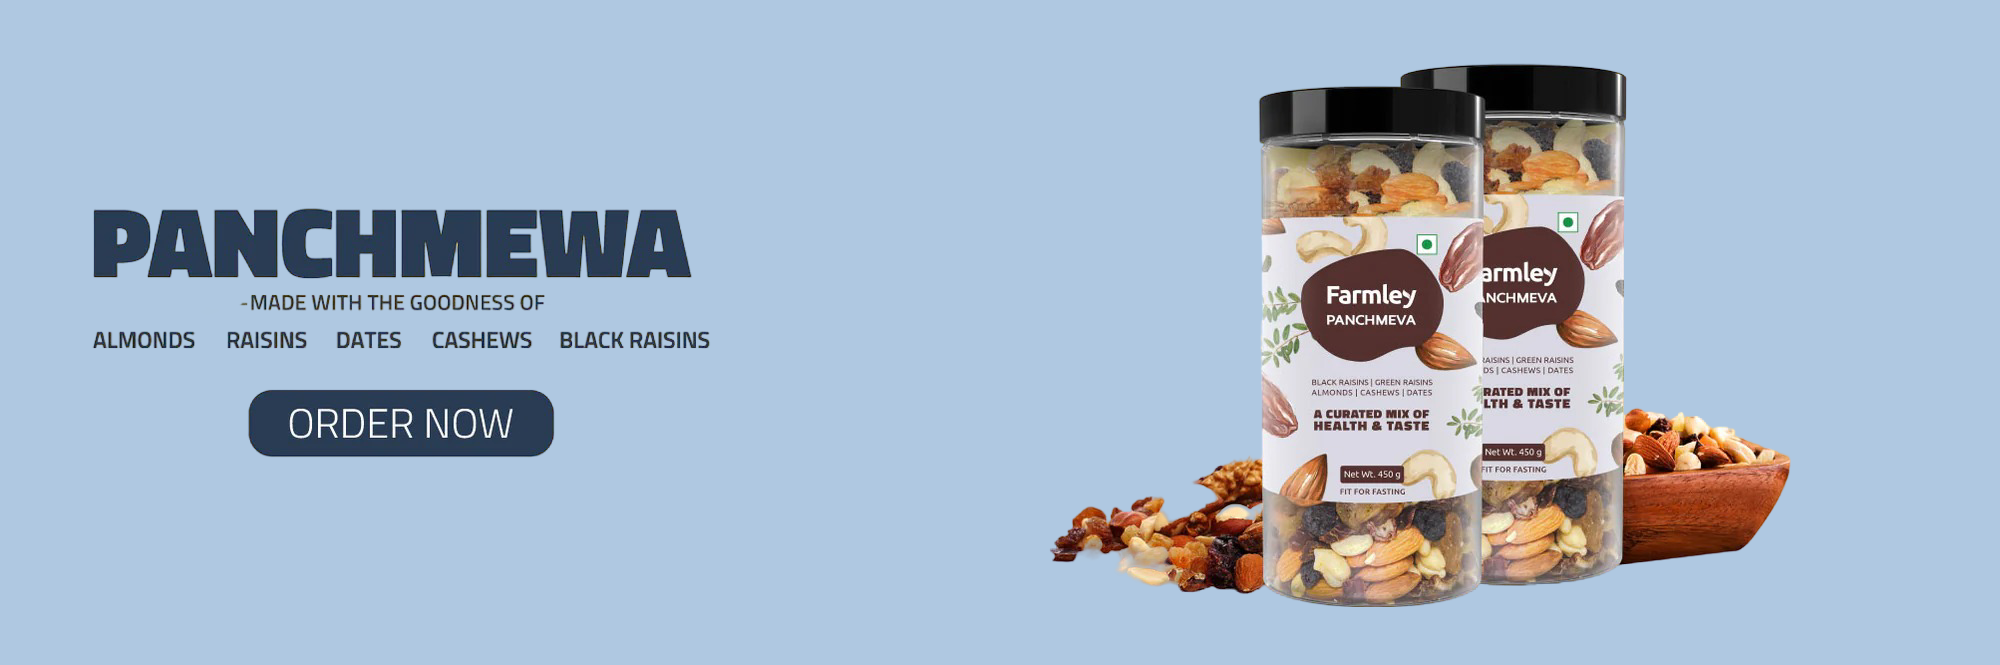 PANCHMEWA
-MADE WITH THE GOODNESS OF
ALMONDS RAISINS DATES CASHEWS BLACK RAISINS
ORDER NOW
Farmley
PANCHMEVA
BLACK RAISINS | GREEN RAISINS
ALMONDS | CASHEWS | DATES
A CURATED MIX OF
HEALTH & TASTE
Net Wt. 450 g
FIT FOR FASTING
armley
ANCHMEVA
RAISINS | GREEN RAISINS
DS | CASHEWS | DATES
RATED MIX OF
LTH & TASTE
Net Wt. 450 g
FIT FOR FASTING